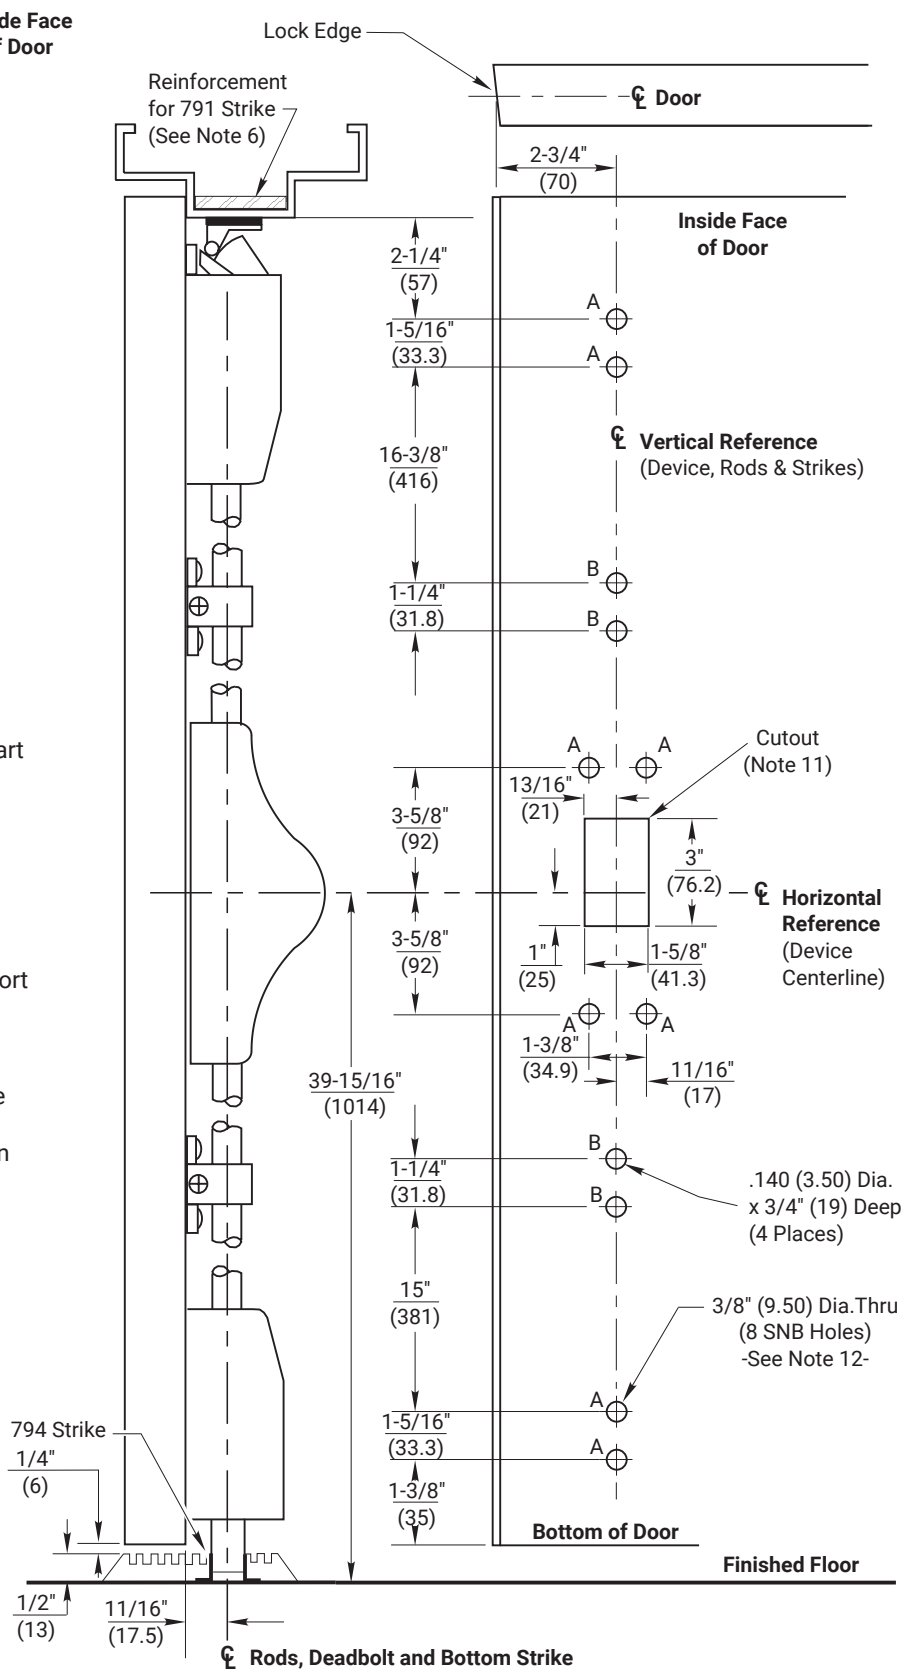 de Face
f Door
Lock Edge
Reinforcement
for 791 Strike
(See Note 6)
℄ Door
2-3/4"
(70)
Inside Face
of Door
2-1/4"
(57)
A
1-5/16"
(33.3)
A
℄ Vertical Reference
(Device, Rods & Strikes)
16-3/8"
(416)
B
1-1/4"
(31.8)
B
art
A A
Cutout
(Note 11)
13/16"
(21)
3-5/8"
(92)
3"
(76.2)
℄ Horizontal
Reference
(Device
Centerline)
3-5/8"
(92)
1"
(25)
1-5/8"
(41.3)
ort
A A
1-3/8"
(34.9)
11/16"
(17)
39-15/16"
(1014)
e
n
B
1-1/4"
(31.8)
B
.140 (3.50) Dia.
x 3/4" (19) Deep
(4 Places)
15"
(381)
3/8" (9.50) Dia.Thru
(8 SNB Holes)
-See Note 12-
A
1-5/16"
(33.3)
A
794 Strike
1/4"
(6)
1-3/8"
(35)
Bottom of Door
Finished Floor
1/2"
(13)
11/16"
(17.5)
℄ Rods, Deadbolt and Bottom Strike